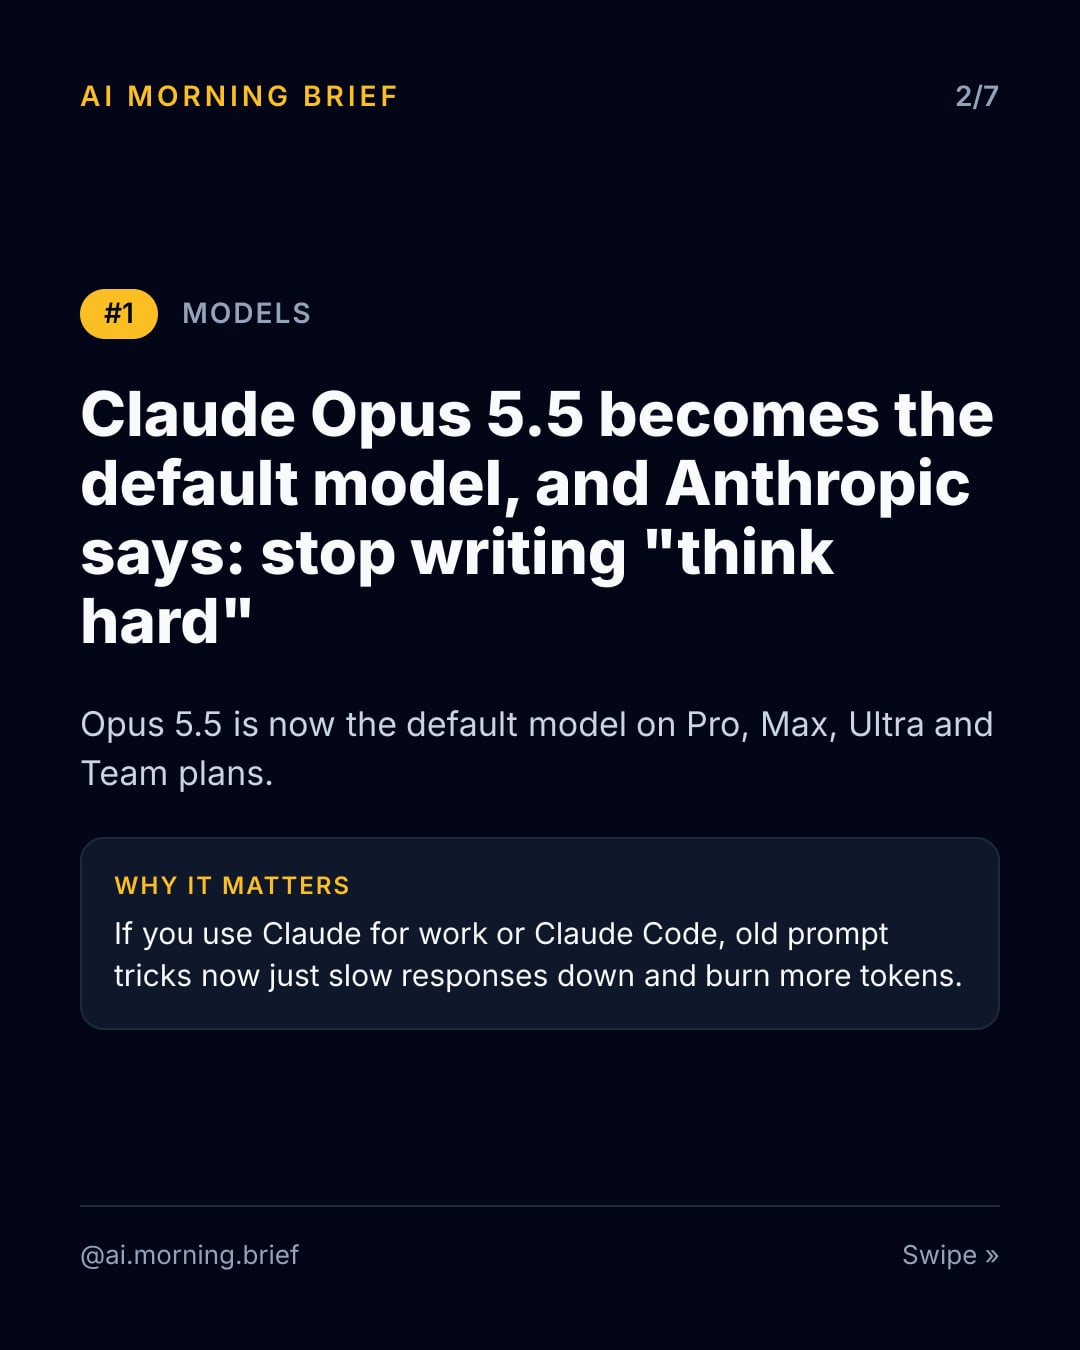 AI MORNING BRIEF
2/7
#1
MODELS
Claude Opus 5.5 becomes the
default model, and Anthropic
says: stop writing "think
hard"
Opus 5.5 is now the default model on Pro, Max, Ultra and
Team plans.
WHY IT MATTERS
If you use Claude for work or Claude Code, old prompt
tricks now just slow responses down and burn more tokens.
@ai.morning.brief
Swipe »